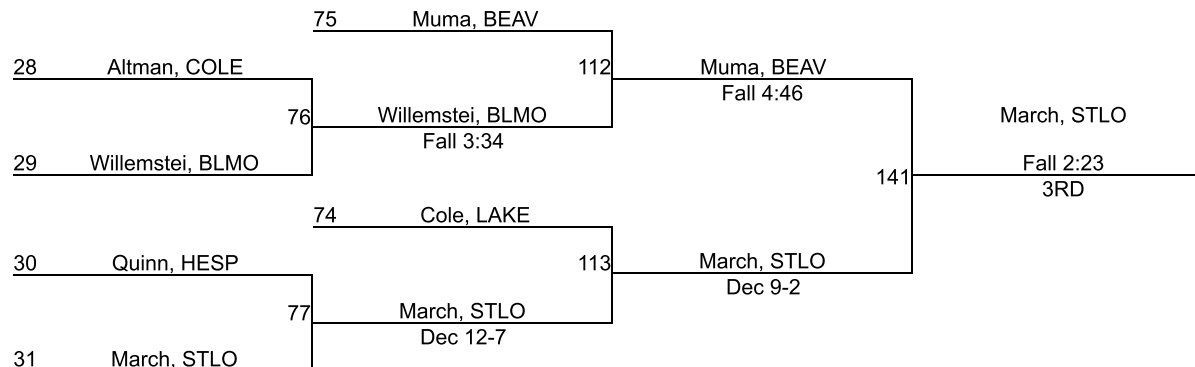 75 Muma, BEAV
28 Altman, COLE
112 Muma, BEAV
Fall 4:46
76 Willemstei, BLMO
Fall 3:34
March, STLO
29 Willemstei, BLMO
Fall 2:23
141
3RD
74 Cole, LAKE
30 Quinn, HESP
113 March, STLO
Dec 9-2
77 March, STLO
Dec 12-7
31 March, STLO